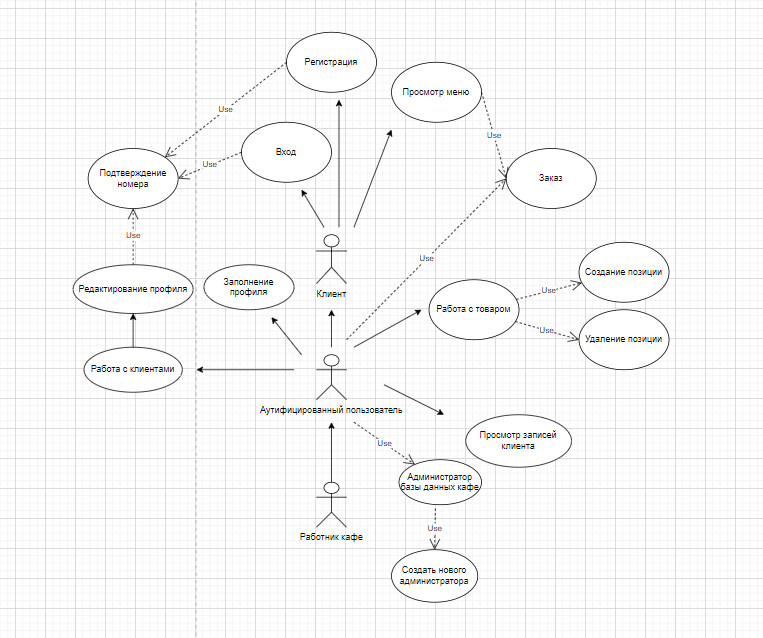 Регистрация
Просмотр меню
Use
Use
Вход
Use
Подтверждение
номера
Заказ
Use
Use
Клиент
Создание позиции
Заполнение
профиля
Редактирование профиля
Use
Работа с товаром
Use
Удаление позиции
Работа с клиентами
Аутифицированный пользователь
Просмотр записей
клиента
Use
Администратор
базы данных кафе
Use
Работник кафе
Создать нового
администратора